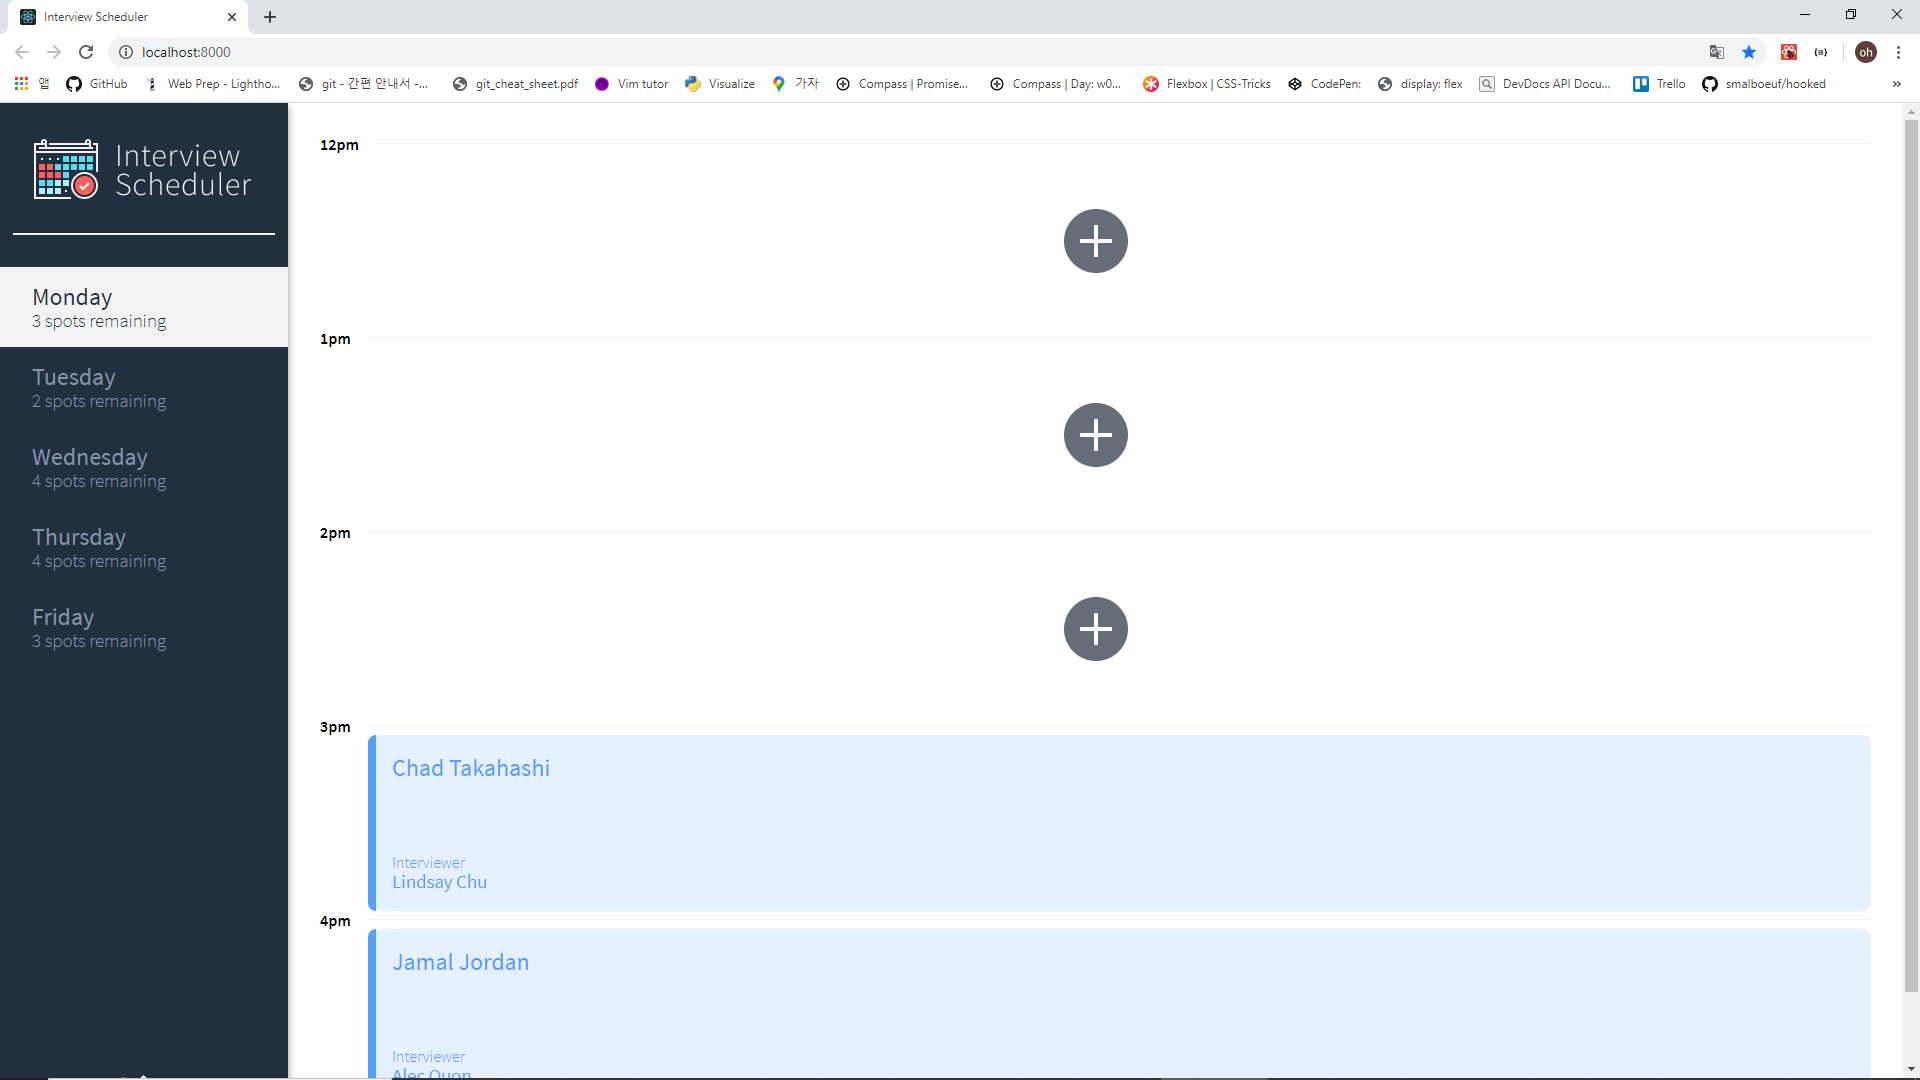 Interview Scheduler
localhost:8000
oh
앱
GitHub
Web Prep - Lightho...
git - 간편 안내서 -...
git_cheat_sheet.pdf
Vim tutor
Visualize
가자
Compass | Promise...
Compass | Day: w0...
Flexbox | CSS-Tricks
CodePen:
display: flex
DevDocs API Docu...
Trello
smalboeuf/hooked
»
Interview
Scheduler
Monday
3 spots remaining
Tuesday
2 spots remaining
Wednesday
4 spots remaining
Thursday
4 spots remaining
Friday
3 spots remaining
12pm
1pm
2pm
3pm
Chad Takahashi
Interviewer
Lindsay Chu
4pm
Jamal Jordan
Interviewer
Alec Quon